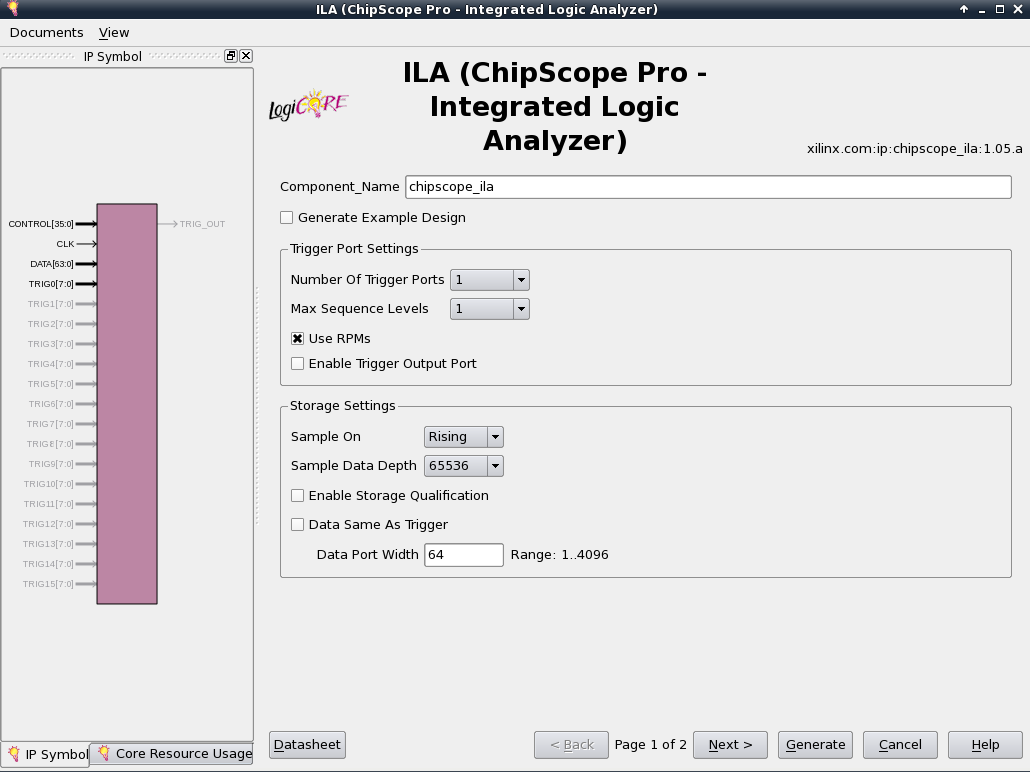 ILA (ChipScope Pro - Integrated Logic Analyzer)
Documents View
IP Symbol
CONTROL[35:0]
TRIG_OUT
CLK
DATA[63:0]
TRIG0[7:0]
TRIG1[7:0]
TRIG2[7:0]
TRIG3[7:0]
TRIG4[7:0]
TRIG5[7:0]
TRIG6[7:0]
TRIG7[7:0]
TRIG8[7:0]
TRIG9[7:0]
TRIG10[7:0]
TRIG11[7:0]
TRIG12[7:0]
TRIG13[7:0]
TRIG14[7:0]
TRIG15[7:0]
IP Symbol
Core Resource Usage
LogiCORE
ILA (ChipScope Pro -
Integrated Logic
Analyzer)
xilinx.com:ip:chipscope_ila:1.05.a
Component_Name chipscope_ila
Generate Example Design
Trigger Port Settings
Number Of Trigger Ports 1
Max Sequence Levels 1
Use RPMs
Enable Trigger Output Port
Storage Settings
Sample On Rising
Sample Data Depth 65536
Enable Storage Qualification
Data Same As Trigger
Data Port Width 64 Range: 1..4096
Datasheet < Back Page 1 of 2 Next > Generate Cancel Help